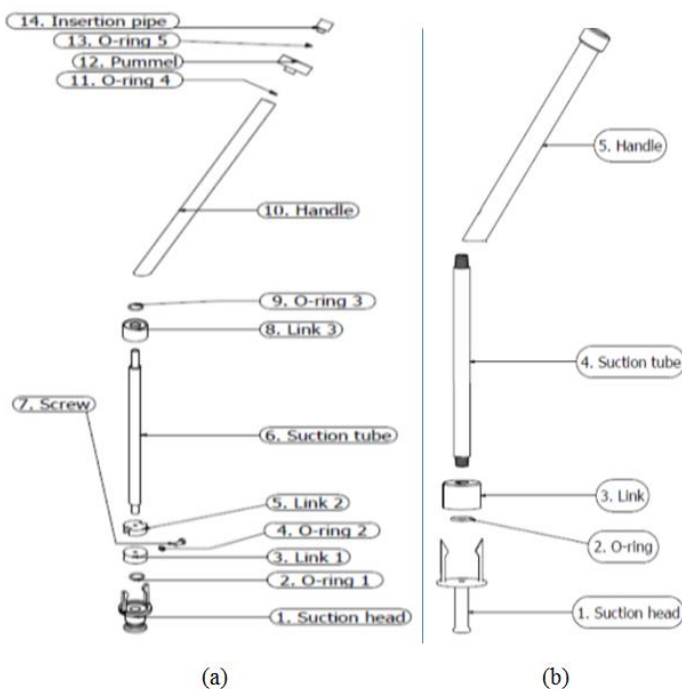 14. Insertion pipe
13. O-ring 5
12. Pummel
11. O-ring 4
10. Handle
9. O-ring 3
8. Link 3
7. Screw
6. Suction tube
5. Link 2
4. O-ring 2
3. Link 1
2. O-ring 1
1. Suction head
(a)
5. Handle
4. Suction tube
3. Link
2. O-ring
1. Suction head
(b)